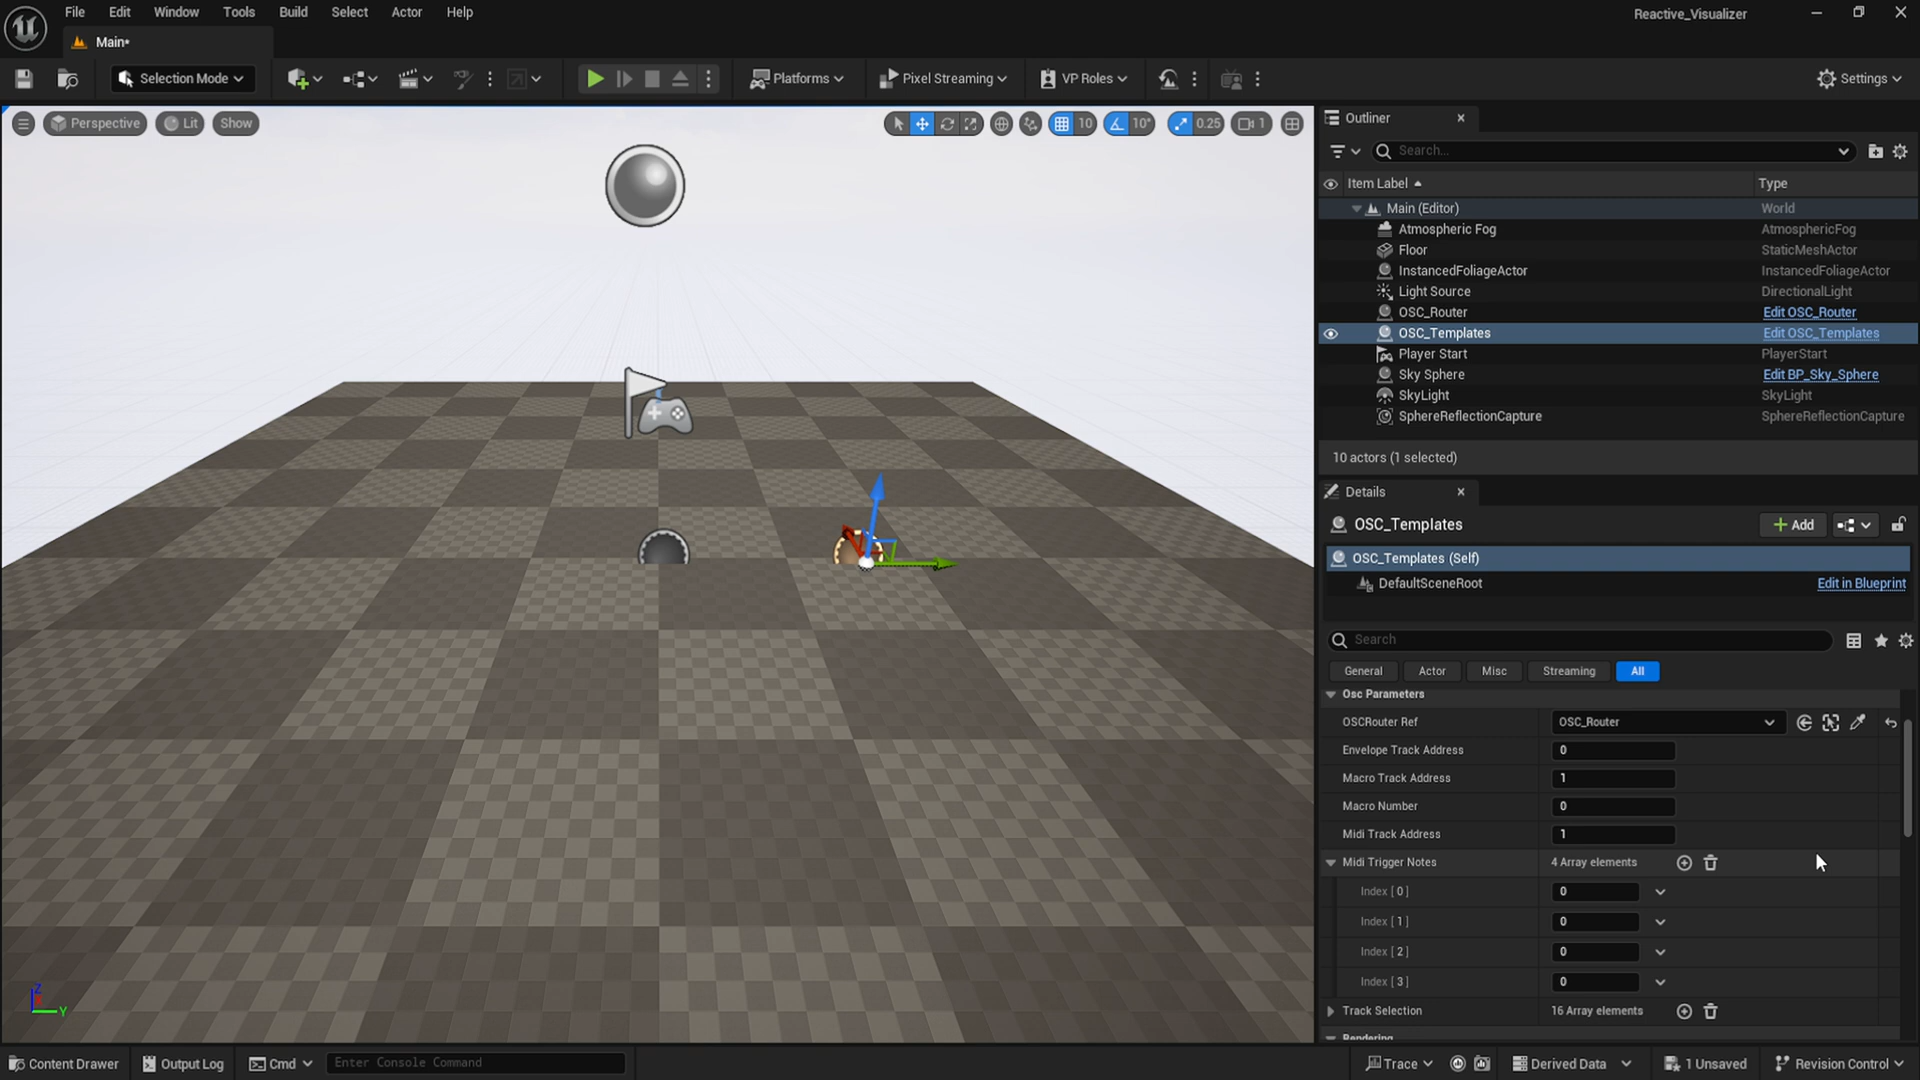 File Edit Window Tools Build Select Actor Help
Reactive_Visualizer
Main*
Selection Mode
Platforms
Pixel Streaming
VP Roles
Settings
Perspective Lit Show
10 10° 0.25 1
Outliner
Search...
Item Label Type
Main (Editor) World
Atmospheric Fog AtmosphericFog
Floor StaticMeshActor
InstancedFoliageActor InstancedFoliageActor
Light Source DirectionalLight
OSC_Router Edit OSC_Router
OSC_Templates Edit OSC_Templates
Player Start PlayerStart
Sky Sphere Edit BP_Sky_Sphere
SkyLight SkyLight
SphereReflectionCapture SphereReflectionCapture
10 actors (1 selected)
Details
OSC_Templates
Add
OSC_Templates (Self)
DefaultSceneRoot Edit in Blueprint
Search
General Actor Misc Streaming All
Osc Parameters
OSCRouter Ref OSC_Router
Envelope Track Address 0
Macro Track Address 1
Macro Number 0
Midi Track Address 1
Midi Trigger Notes 4 Array elements
Index [ 0 ] 0
Index [ 1 ] 0
Index [ 2 ] 0
Index [ 3 ] 0
Track Selection 16 Array elements
Rendering
Z
Y
Content Drawer Output Log Cmd Enter Console Command Trace Derived Data 1 Unsaved Revision Control